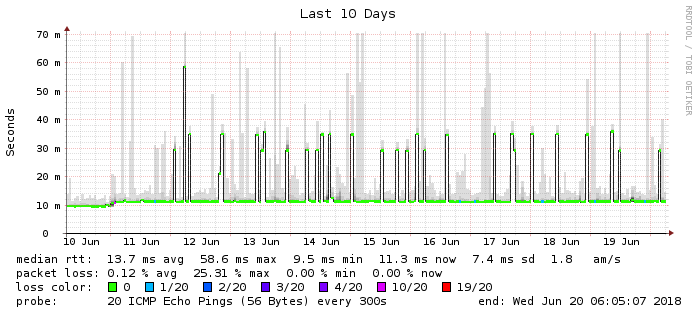 Last 10 Days
RRDTOOL / TOBI OETIKER
Seconds
70 m
60 m
50 m
40 m
30 m
20 m
10 m
0
10 Jun 11 Jun 12 Jun 13 Jun 14 Jun 15 Jun 16 Jun 17 Jun 18 Jun 19 Jun
median rtt: 13.7 ms avg 58.6 ms max 9.5 ms min 11.3 ms now 7.4 ms sd 1.8 am/s
packet loss: 0.12 % avg 25.31 % max 0.00 % min 0.00 % now
loss color: 0 1/20 2/20 3/20 4/20 10/20 19/20
probe: 20 ICMP Echo Pings (56 Bytes) every 300s end: Wed Jun 20 06:05:07 2018